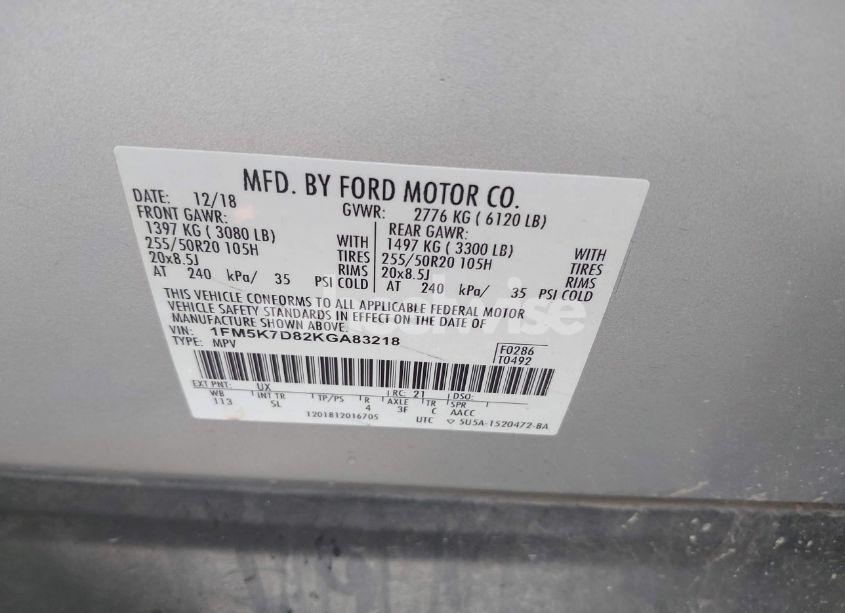 MFD. BY FORD MOTOR CO.
DATE: 12/18 GVWR: 2776 KG ( 6120 LB)
FRONT GAWR: REAR GAWR:
1397 KG ( 3080 LB) WITH 1497 KG ( 3300 LB) WITH
255/50R20 105H TIRES 255/50R20 105H TIRES
20x8.5J RIMS 20x8.5J RIMS
AT 240 kPa/ 35 PSI COLD AT 240 kPa/ 35 PSI COLD
THIS VEHICLE CONFORMS TO ALL APPLICABLE FEDERAL MOTOR
VEHICLE SAFETY STANDARDS IN EFFECT ON THE DATE OF
MANUFACTURE SHOWN ABOVE.
VIN: 1FM5K7D82KGA83218
TYPE: MPV
F0286
T0492
EXT PNT: UX RC: 21 DSO:
WB INT TR TP/PS R AXLE TR SPR
113 SL 4 3F C AACC
1201812016705 UTC 5U5A-1520472-BA